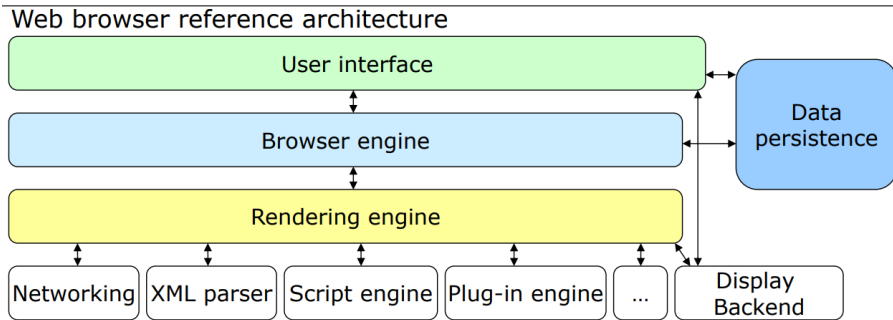 Web browser reference architecture
User interface
Data
persistence
Browser engine
Rendering engine
Networking
XML parser
Script engine
Plug-in engine
...
Display
Backend